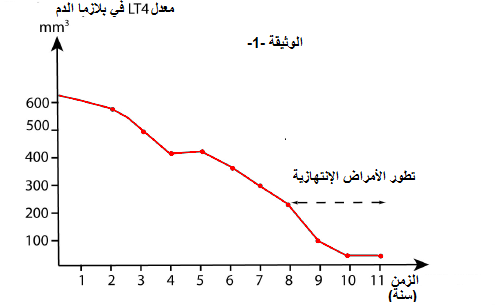 معدل LT4 في بلازما الدم
mm³
الوثيقة -1-
600
500
400
300
200
100
تطور الأمراض الإنتهازية
1 2 3 4 5 6 7 8 9 10 11
الزمن
(سنة)